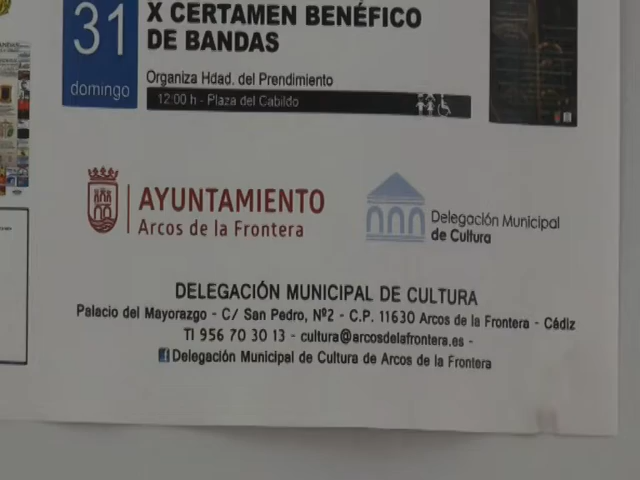 31
domingo
X CERTAMEN BENÉFICO
DE BANDAS
Organiza Hdad. del Prendimiento
12:00 h - Plaza del Cabildo
AYUNTAMIENTO
Arcos de la Frontera
Delegación Municipal
de Cultura
DELEGACIÓN MUNICIPAL DE CULTURA
Palacio del Mayorazgo - C/ San Pedro, Nº2 - C.P. 11630 Arcos de la Frontera - Cádiz
Tl 956 70 30 13 - cultura@arcosdelafrontera.es -
Delegación Municipal de Cultura de Arcos de la Frontera